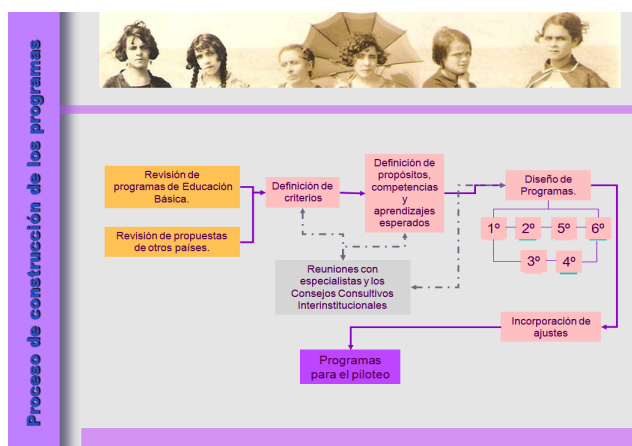 Proceso de construcción de los programas
Revisión de
programas de Educación
Básica.
Revisión de propuestas
de otros países.
Definición de
criterios
Definición de
propósitos,
competencias
y
aprendizajes
esperados
Diseño de
Programas.
1º 2º 5º 6º
3º 4º
Reuniones con
especialistas y los
Consejos Consultivos
Interinstitucionales
Incorporación de
ajustes
Programas
para el piloteo